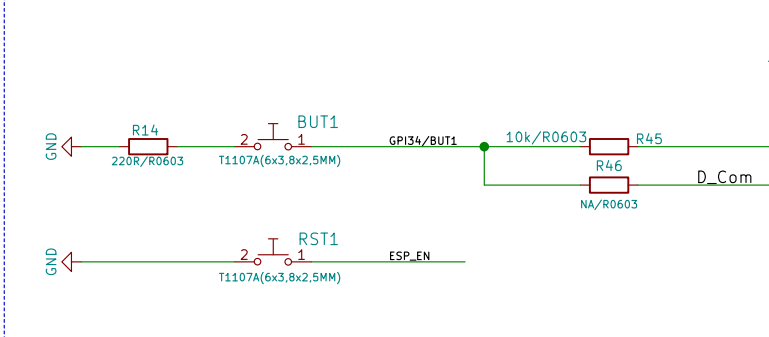 BUT1
R14
GND
2
1
GPI34/BUT1
10k/R0603
R45
220R/R0603
T1107A(6x3,8x2,5MM)
R46
D_Com
NA/R0603
RST1
GND
2
1
ESP_EN
T1107A(6x3,8x2,5MM)